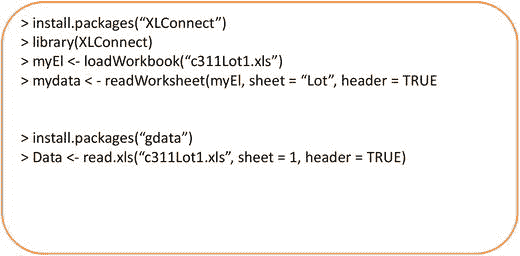 > install.packages(“XLConnect”)
> library(XLConnect)
> myEl <- loadWorkbook(“c311Lot1.xls”)
> mydata < - readWorksheet(myEl, sheet = “Lot”, header = TRUE
> install.packages(“gdata”)
> Data <- read.xls(“c311Lot1.xls”, sheet = 1, header = TRUE)